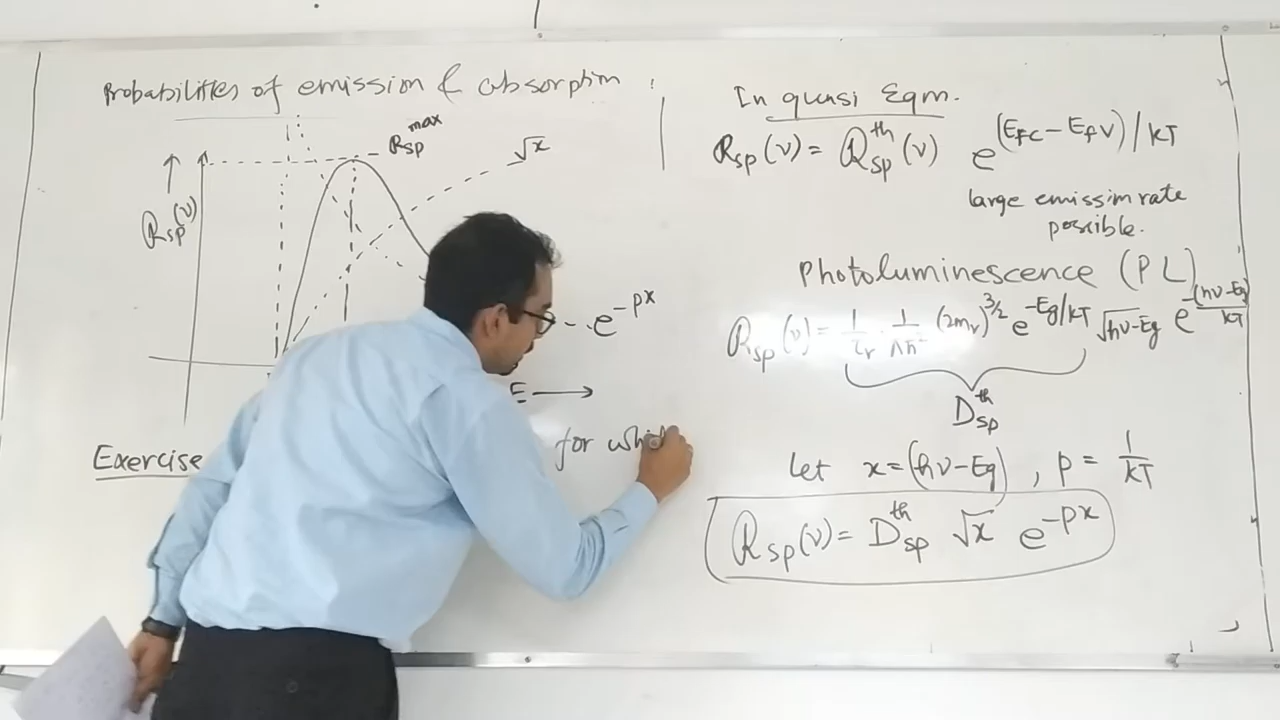 Probabilities of emission & absorption
R_sp^max
√x
R_sp(ν)
e^-px
E →
Exercise
for whi
In quasi Eqm.
R_sp(ν) = R_sp^th(ν) e^(Efc - Efv)/kT
large emission rate
possible.
Photoluminescence (PL)
R_sp(ν) = 1/τ_r · 1/πħ² (2m_r)^3/2 e^-Eg/kT √hν-Eg e^-(hν-Eg)/kT
D_sp^th
Let x = (hν - Eg), p = 1/kT
R_sp(ν) = D_sp^th √x e^-px